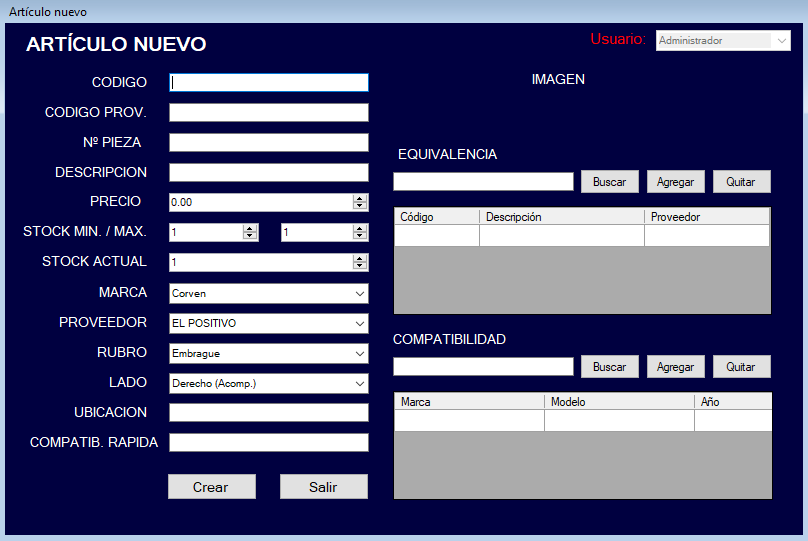 Artículo nuevo
ARTÍCULO NUEVO
Usuario: Administrador
CODIGO
IMAGEN
CODIGO PROV.
Nº PIEZA
DESCRIPCION
PRECIO 0.00
STOCK MIN. / MAX. 1 1
STOCK ACTUAL 1
MARCA Corven
PROVEEDOR EL POSITIVO
RUBRO Embrague
LADO Derecho (Acomp.)
UBICACION
COMPATIB. RAPIDA
Crear Salir
EQUIVALENCIA
Buscar Agregar Quitar
Código Descripción Proveedor
COMPATIBILIDAD
Buscar Agregar Quitar
Marca Modelo Año